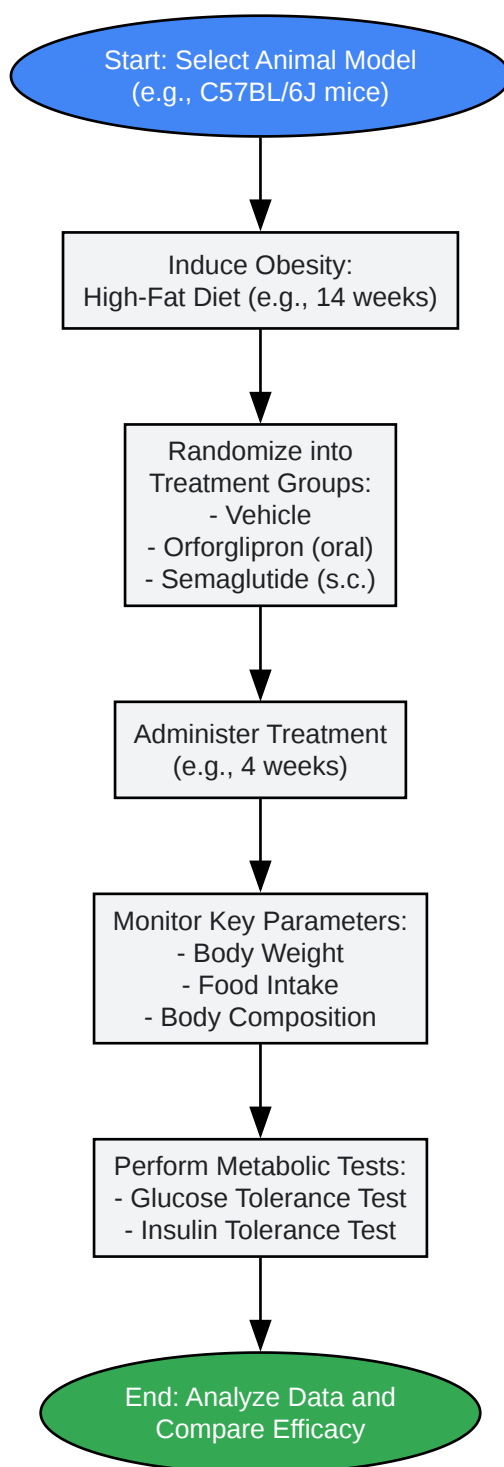 Start: Select Animal Model
(e.g., C57BL/6J mice)
Induce Obesity:
High-Fat Diet (e.g., 14 weeks)
Randomize into
Treatment Groups:
- Vehicle
- Orforglipron (oral)
- Semaglutide (s.c.)
Administer Treatment
(e.g., 4 weeks)
Monitor Key Parameters:
- Body Weight
- Food Intake
- Body Composition
Perform Metabolic Tests:
- Glucose Tolerance Test
- Insulin Tolerance Test
End: Analyze Data and
Compare Efficacy